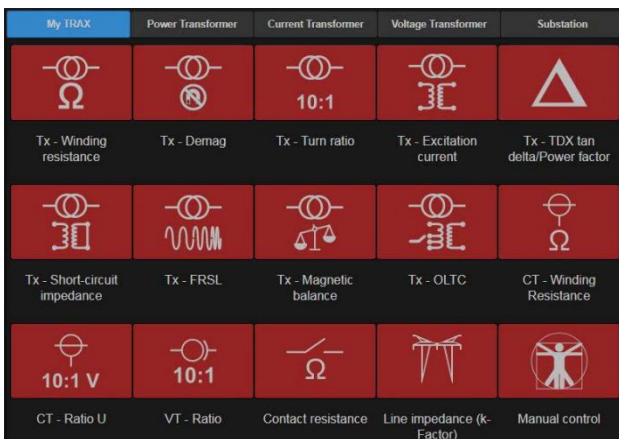 My TRAX
Power Transformer
Current Transformer
Voltage Transformer
Substation
Ω
10:1
Tx - Winding
resistance
Tx - Demag
Tx - Turn ratio
Tx - Excitation
current
Tx - TDX tan
delta/Power factor
Ω
Tx - Short-circuit
impedance
Tx - FRSL
Tx - Magnetic
balance
Tx - OLTC
CT - Winding
Resistance
10:1 V
10:1
Ω
CT - Ratio U
VT - Ratio
Contact resistance
Line impedance (k-
Factor)
Manual control